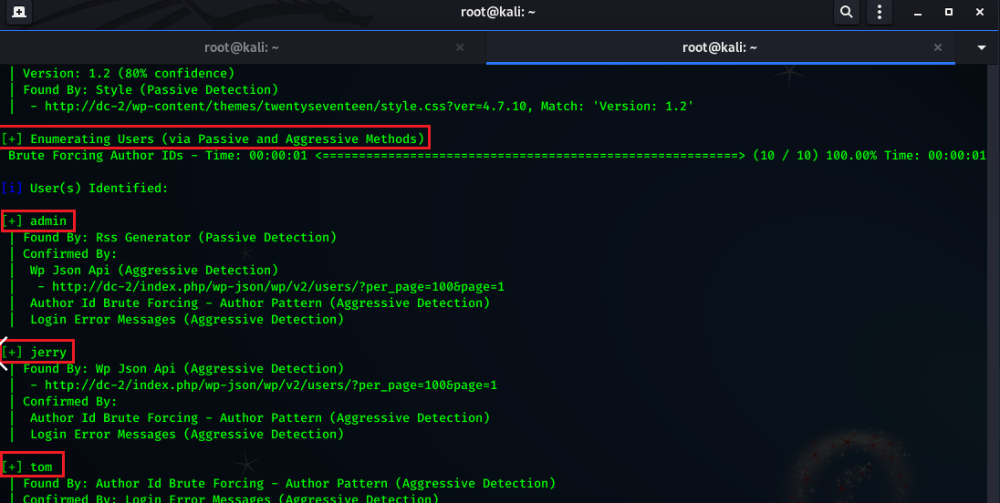 root@kali: ~
root@kali: ~
root@kali: ~
| Version: 1.2 (80% confidence)
| Found By: Style (Passive Detection)
|  - http://dc-2/wp-content/themes/twentyseventeen/style.css?ver=4.7.10, Match: 'Version: 1.2'
[+] Enumerating Users (via Passive and Aggressive Methods)
Brute Forcing Author IDs - Time: 00:00:01 <=========================================================> (10 / 10) 100.00% Time: 00:00:01
[i] User(s) Identified:
[+] admin
| Found By: Rss Generator (Passive Detection)
| Confirmed By:
|  Wp Json Api (Aggressive Detection)
|   - http://dc-2/index.php/wp-json/wp/v2/users/?per_page=100&page=1
|  Author Id Brute Forcing - Author Pattern (Aggressive Detection)
|  Login Error Messages (Aggressive Detection)
[+] jerry
| Found By: Wp Json Api (Aggressive Detection)
|  - http://dc-2/index.php/wp-json/wp/v2/users/?per_page=100&page=1
| Confirmed By:
|  Author Id Brute Forcing - Author Pattern (Aggressive Detection)
|  Login Error Messages (Aggressive Detection)
[+] tom
| Found By: Author Id Brute Forcing - Author Pattern (Aggressive Detection)
| Confirmed By: Login Error Messages (Aggressive Detection)